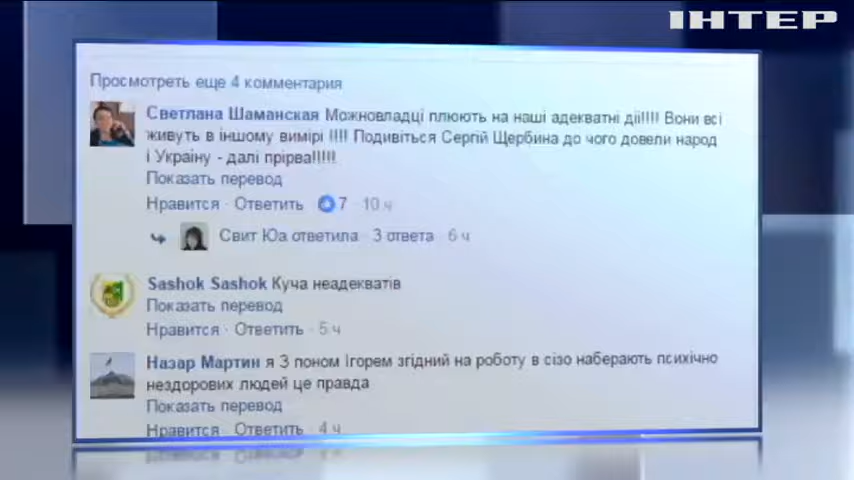 ІНТЕР
Просмотреть еще 4 комментария
Светлана Шаманская Можновладці плюють на наші адекватні дії!!!! Вони всі
живуть в іншому вимірі !!!! Подивіться Сергій Щербина до чого довели народ
і Україну - далі прірва!!!!!
Показать перевод
Нравится · Ответить 7 · 10 ч
Свит Юа ответила · 3 ответа · 6 ч
Sashok Sashok Куча неадекватів
Показать перевод
Нравится · Ответить · 5 ч
Назар Мартин я З поном Ігорем згідний на роботу в сізо наберають психічно
нездорових людей це правда
Показать перевод
Нравится · Ответить · 4 ч